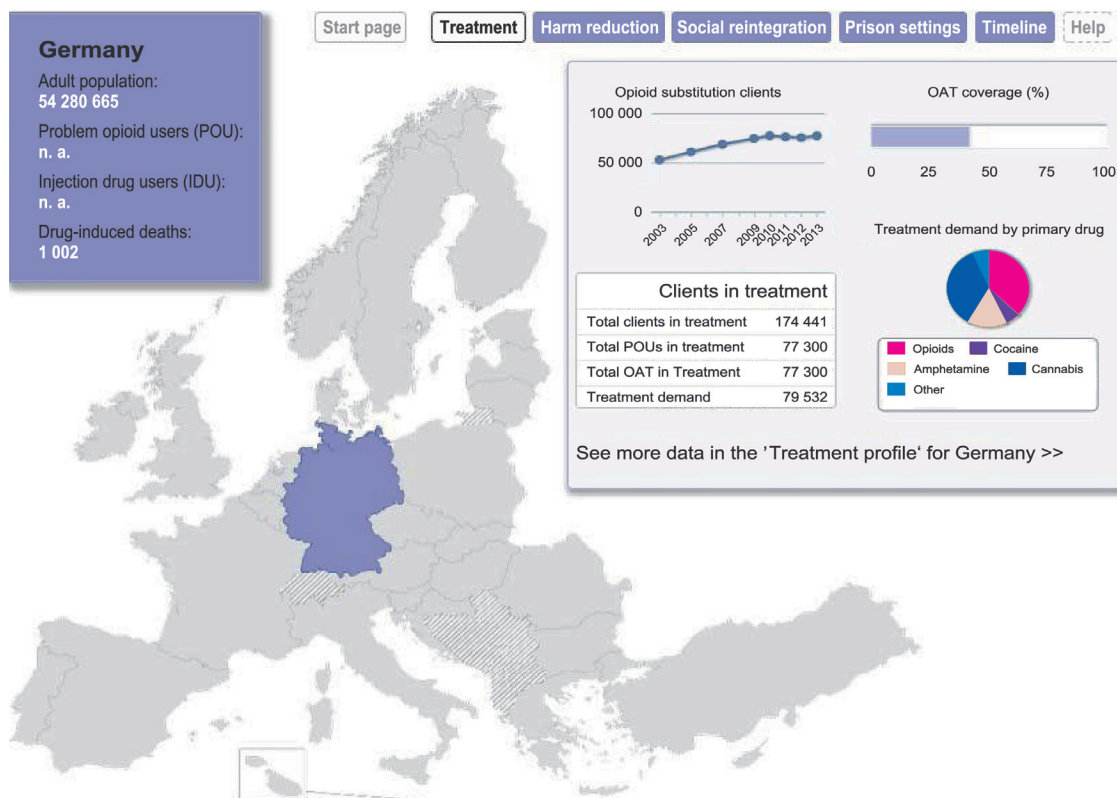 Start page
Treatment
Harm reduction
Social reintegration
Prison settings
Timeline
Help
Germany
Adult population:
54 280 665
Problem opioid users (POU):
n. a.
Injection drug users (IDU):
n. a.
Drug-induced deaths:
1 002
Opioid substitution clients
100 000
50 000
0
2003
2005
2007
2009
2010
2011
2012
2013
OAT coverage (%)
0 25 50 75 100
Treatment demand by primary drug
Opioids Cocaine
Amphetamine Cannabis
Other
Clients in treatment
Total clients in treatment 174 441
Total POUs in treatment 77 300
Total OAT in Treatment 77 300
Treatment demand 79 532
See more data in the 'Treatment profile‘ for Germany >>